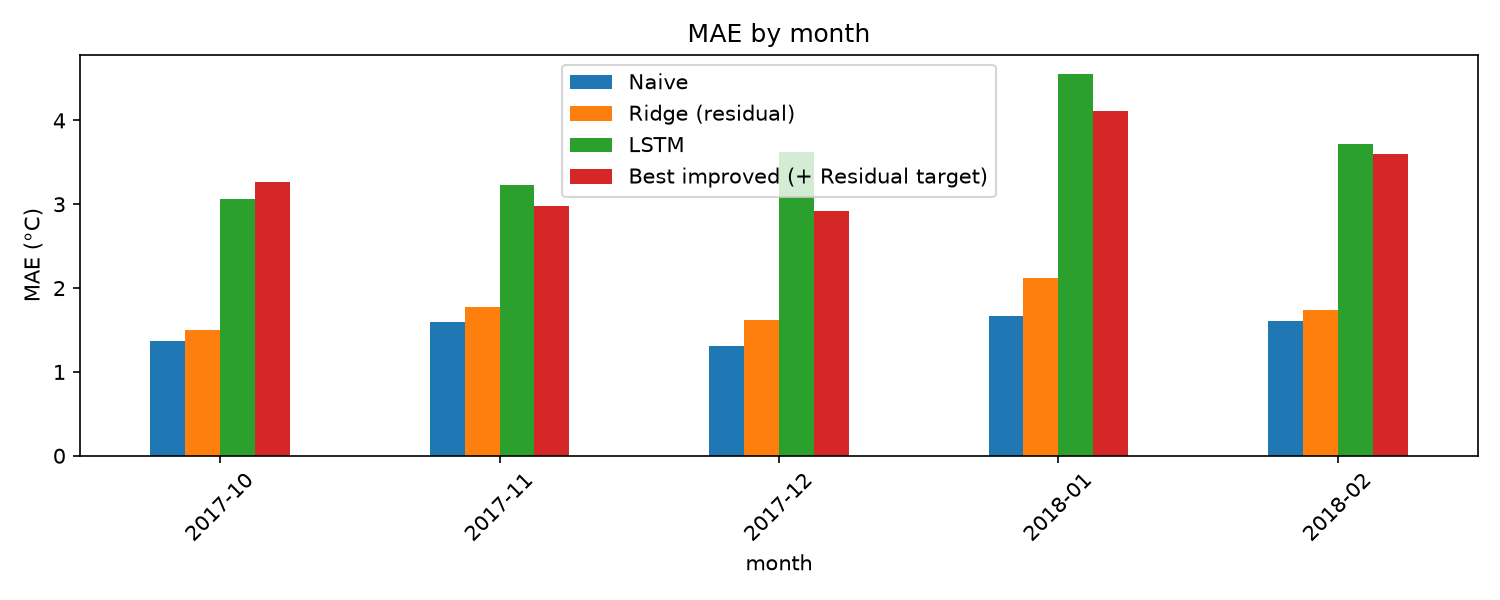 MAE by month
Naive
Ridge (residual)
LSTM
Best improved (+ Residual target)
MAE (°C)
4
3
2
1
0
2017-10
2017-11
2017-12
2018-01
2018-02
month